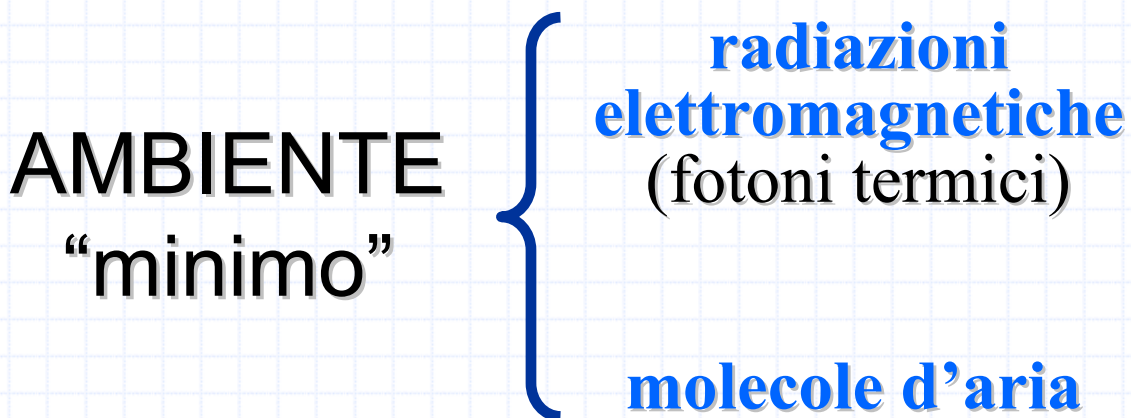 AMBIENTE
“minimo”
radiazioni
elettromagnetiche
(fotoni termici)
molecole d’aria